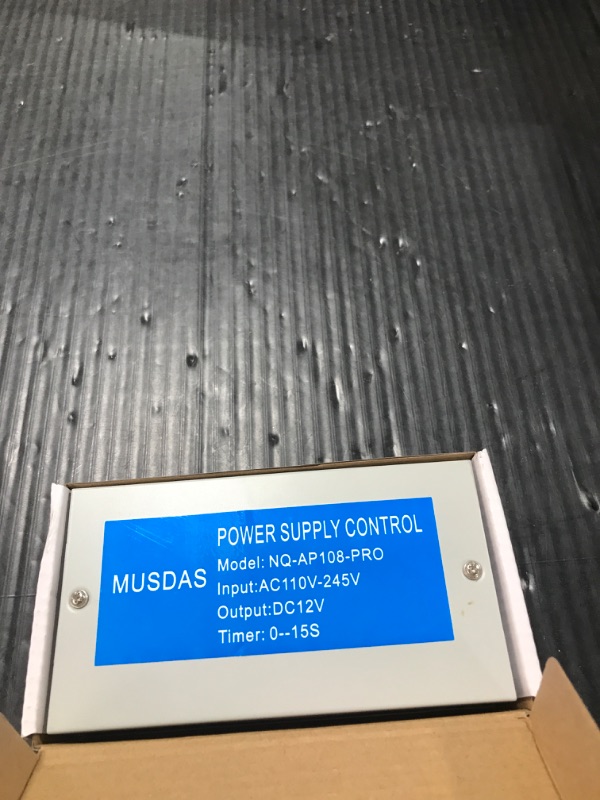 POWER SUPPLY CONTROL
MUSDAS
Model: NQ-AP108-PRO
Input:AC110V-245V
Output:DC12V
Timer: 0--15S